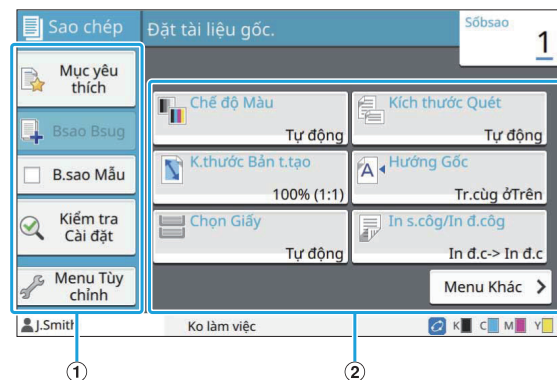 Sao chép
Đặt tài liệu gốc.
Sốbsao
1
Mục yêu
thích
Bsao Bsug
B.sao Mẫu
Kiểm tra
Cài đặt
Menu Tùy
chỉnh
Chế độ Màu
Tự động
Kích thước Quét
Tự động
K.thước Bản t.tạo
100% (1:1)
Hướng Gốc
Tr.cùg ởTrên
Chọn Giấy
Tự động
In s.côg/In đ.côg
In đ.c-> In đ.c
Menu Khác
J.Smith
Ko làm việc
K C M Y
1
2